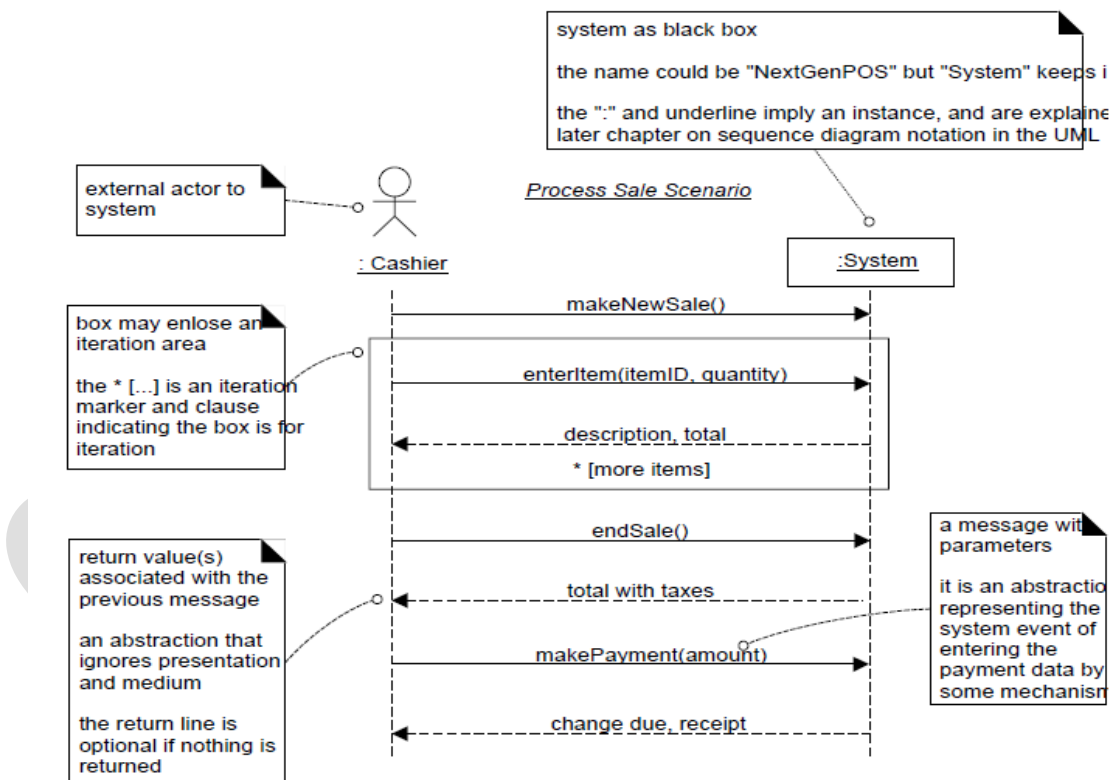 system as black box
the name could be "NextGenPOS" but "System" keeps i
the ":" and underline imply an instance, and are explaine
later chapter on sequence diagram notation in the UML
external actor to
system
Process Sale Scenario
: Cashier
:System
makeNewSale()
box may enlose an
iteration area
the * [...] is an iteration
marker and clause
indicating the box is for
iteration
enterItem(itemID, quantity)
description, total
* [more items]
endSale()
return value(s)
associated with the
previous message
an abstraction that
ignores presentation
and medium
the return line is
optional if nothing is
returned
total with taxes
makePayment(amount)
change due, receipt
a message wit
parameters
it is an abstractio
representing the
system event of
entering the
payment data by
some mechanism